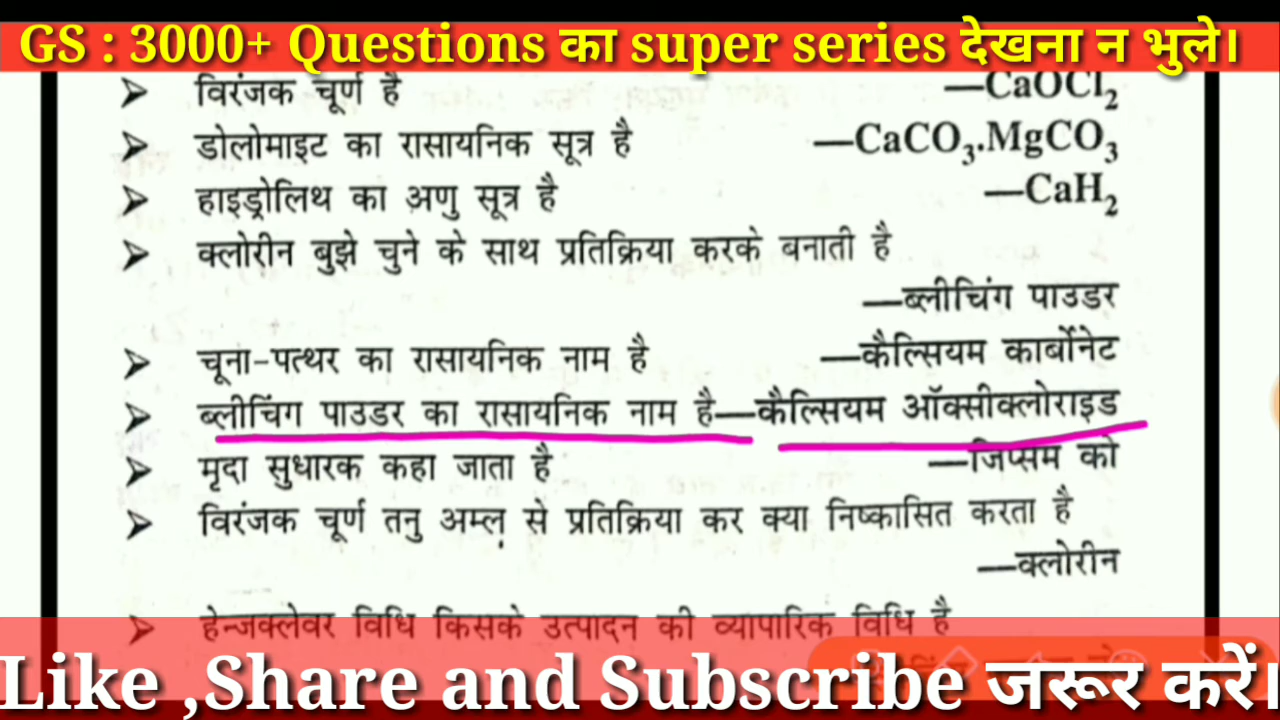 GS : 3000+ Questions का super series देखना न भुले।
➤ विरंजक चूर्ण है —CaOCl₂
➤ डोलोमाइट का रासायनिक सूत्र है —CaCO₃.MgCO₃
➤ हाइड्रोलिथ का अणु सूत्र है —CaH₂
➤ क्लोरीन बुझे चुने के साथ प्रतिक्रिया करके बनाती है
—ब्लीचिंग पाउडर
➤ चूना-पत्थर का रासायनिक नाम है —कैल्सियम कार्बोनेट
➤ ब्लीचिंग पाउडर का रासायनिक नाम है—कैल्सियम ऑक्सीक्लोराइड
➤ मृदा सुधारक कहा जाता है —जिप्सम को
➤ विरंजक चूर्ण तनु अम्ल से प्रतिक्रिया कर क्या निष्कासित करता है
—क्लोरीन
➤ हेन्जक्लेवर विधि किसके उत्पादन की व्यापारिक विधि है
Like ,Share and Subscribe जरूर करें।